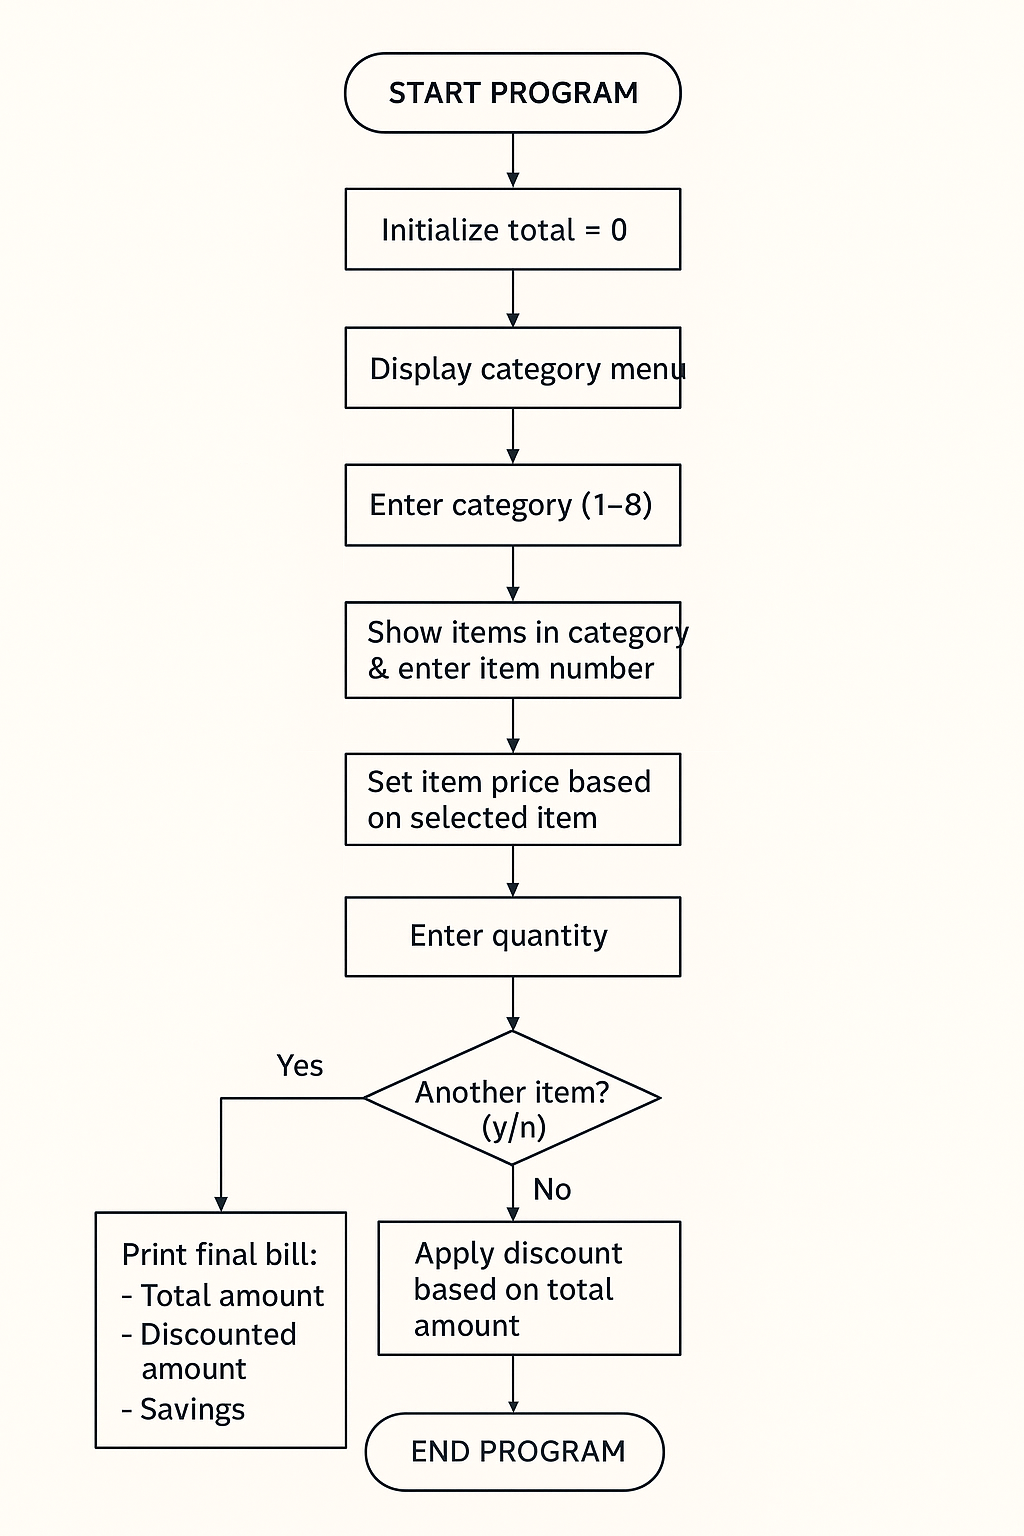 START PROGRAM
Initialize total = 0
Display category menu
Enter category (1–8)
Show items in category
& enter item number
Set item price based
on selected item
Enter quantity
Another item?
(y/n)
Yes
No
Print final bill:
- Total amount
- Discounted
amount
- Savings
Apply discount
based on total
amount
END PROGRAM